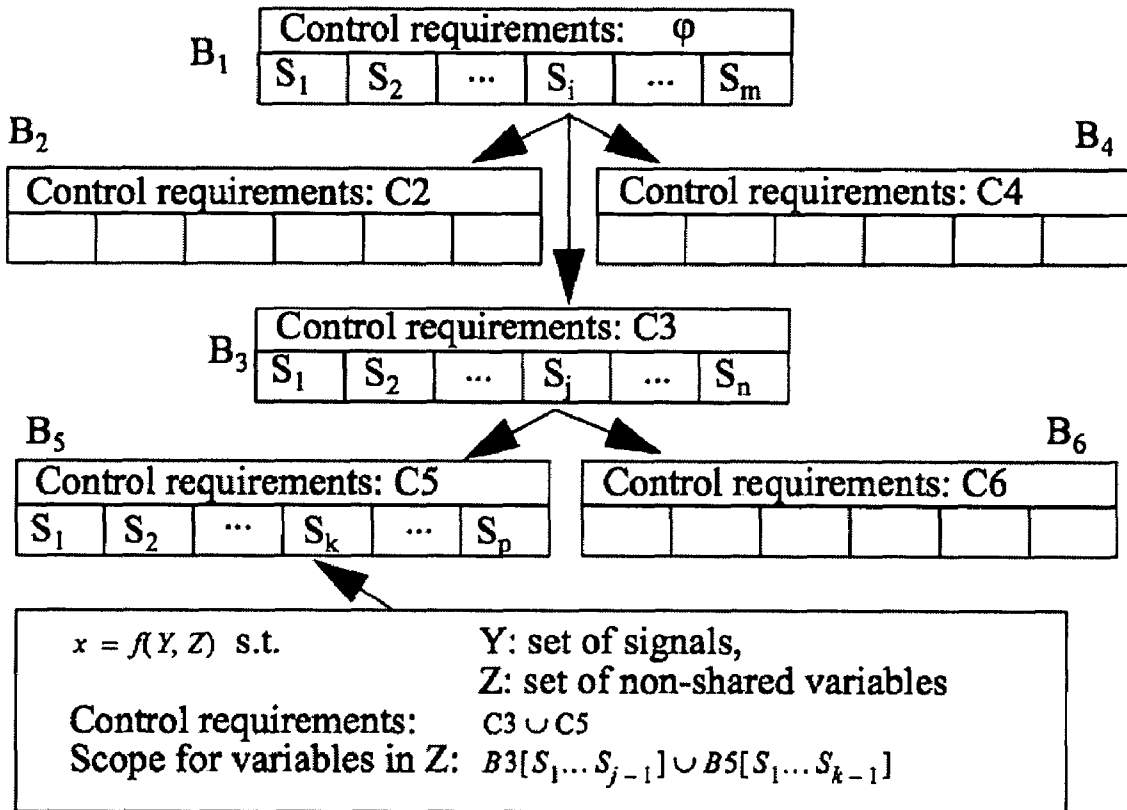 Control requirements: φ
B₁
S₁ S₂ ... Sᵢ ... Sₘ
B₂
B₄
Control requirements: C2
Control requirements: C4
Control requirements: C3
B₃
S₁ S₂ ... Sⱼ ... Sₙ
B₅
B₆
Control requirements: C5
Control requirements: C6
S₁ S₂ ... Sₖ ... Sₚ
x = f(Y, Z) s.t. Y: set of signals,
Z: set of non-shared variables
Control requirements: C3 ∪ C5
Scope for variables in Z: B3[S₁... Sⱼ₋₁] ∪ B5[S₁... Sₖ₋₁]